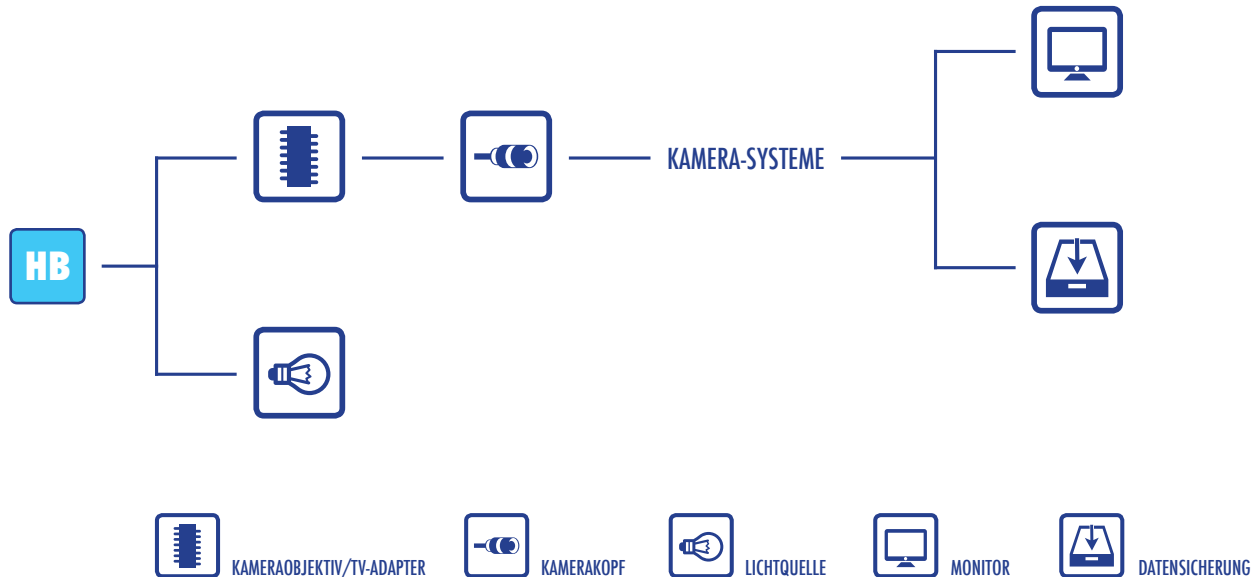 KAMERA-SYSTEME
HB
KAMERAOBJEKTIV/TV-ADAPTER
KAMERAKOPF
LICHTQUELLE
MONITOR
DATENSICHERUNG